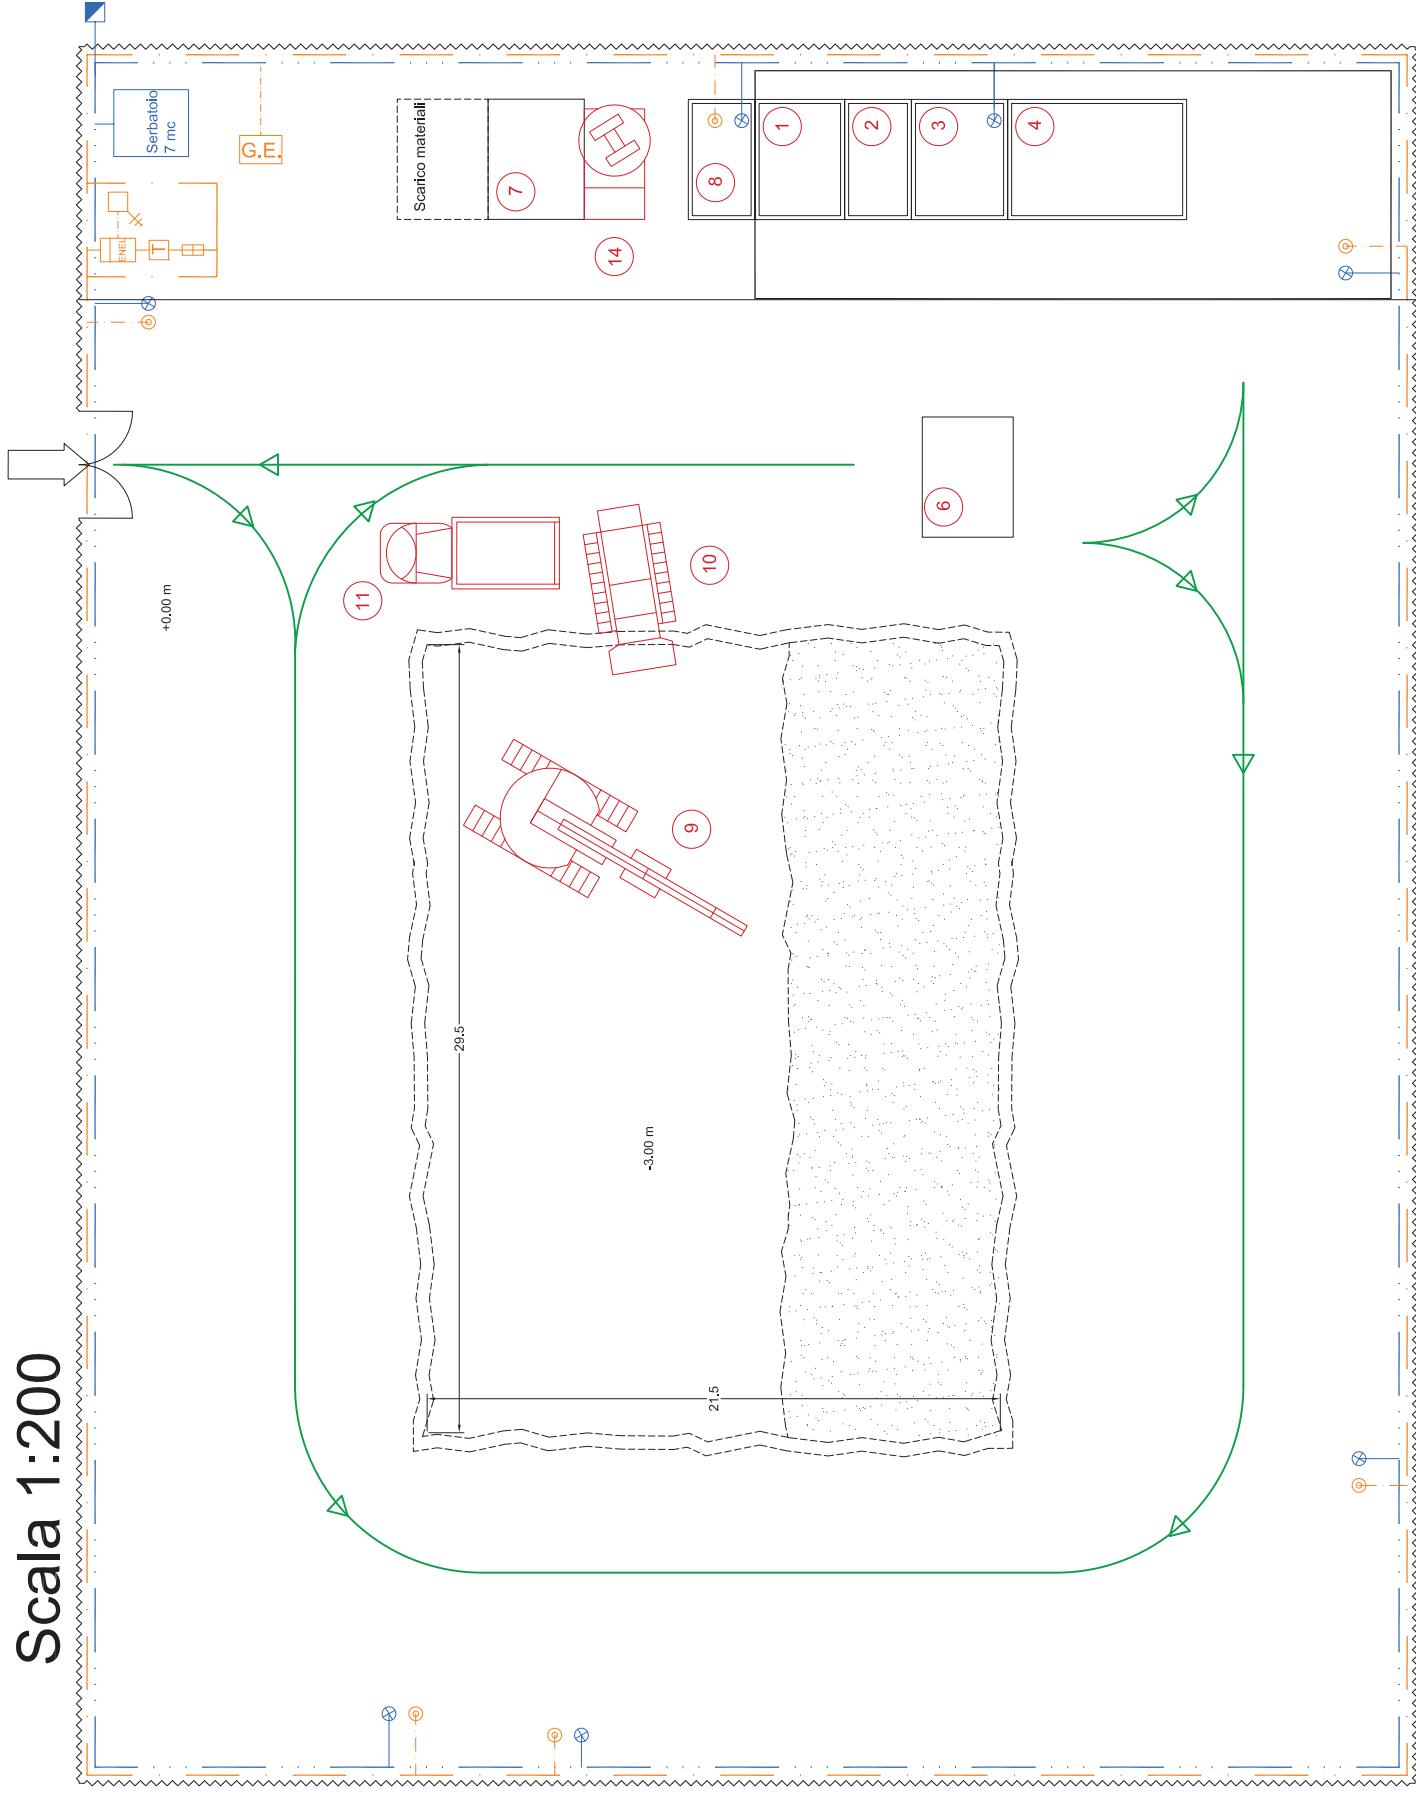 Scala 1:200
Serbatoio
7 mc
G.E.
ENEL
T
Scarico materiali
7
14
8
1
2
3
4
6
+0.00 m
11
10
9
29.5
-3.00 m
21.5